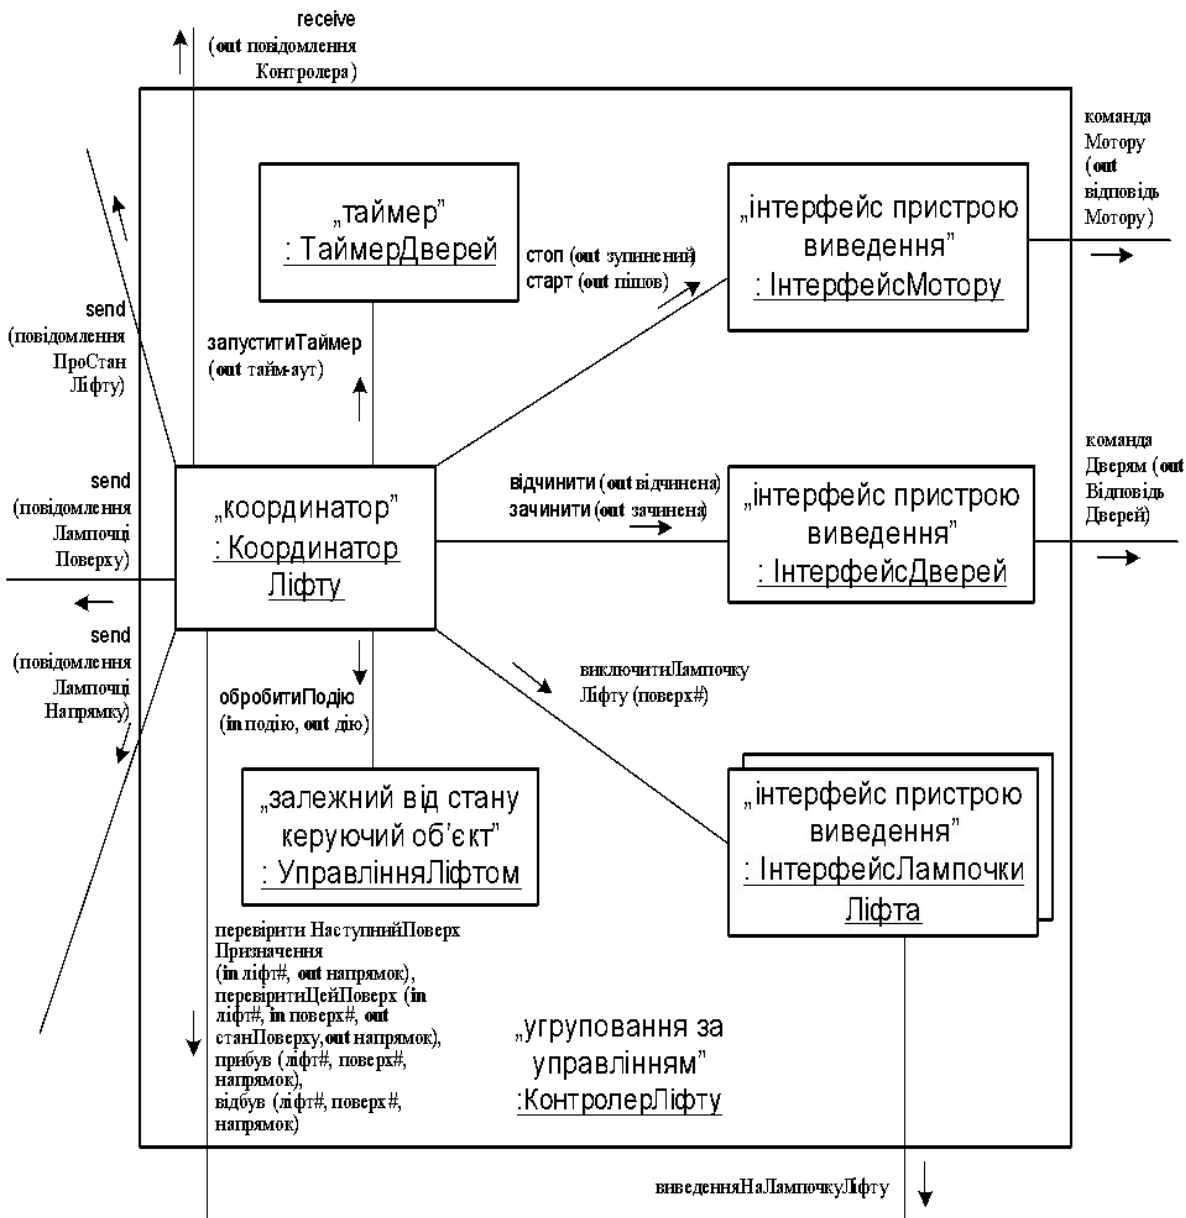 receive
(out повідомлення
Контролера)
команда
Мотору
(out
відповідь
Мотору)
„таймер”
: ТаймерДверей
стоп (out зупинений)
старт (out пішов)
„інтерфейс пристрою
виведення”
: ІнтерфейсМотору
send
(повідомлення
ПроСтан
Ліфту)
запуститиТаймер
(out тайм-аут)
send
(повідомлення
Лампочці
Поверху)
„координатор”
: Координатор
Ліфту
відчинити (out відчинена)
зачинити (out зачинена)
„інтерфейс пристрою
виведення”
: ІнтерфейсДверей
команда
Дверям (out
Відповідь
Дверей)
send
(повідомлення
Лампочці
Напрямку)
обробитиПодію
(in подію, out дію)
виключитиЛампочку
Ліфту (поверх#)
„залежний від стану
керуючий об’єкт”
: УправлінняЛіфтом
„інтерфейс пристрою
виведення”
: ІнтерфейсЛампочки
Ліфта
перевірити НаступнийПоверх
Призначення
(in ліфт#, out напрямок),
перевіритиЦейПоверх (in
ліфт#, in поверх#, out
станПоверху,out напрямок),
прибув (ліфт#, поверх#,
напрямок),
відбув (ліфт#, поверх#,
напрямок)
„угруповання за
управлінням”
:КонтролерЛіфту
виведенняНаЛампочкуЛіфту